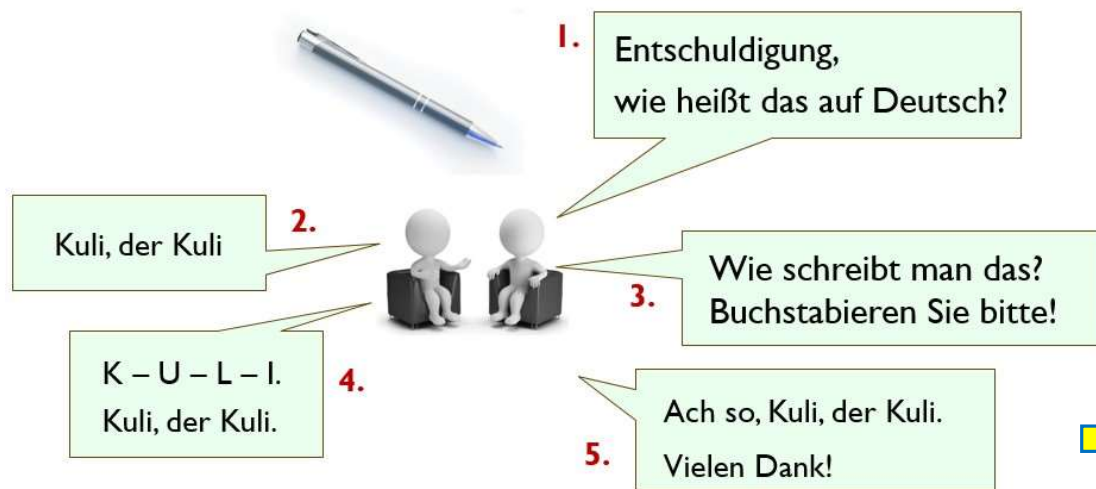 1.
Entschuldigung,
wie heißt das auf Deutsch?
2.
Kuli, der Kuli
3.
Wie schreibt man das?
Buchstabieren Sie bitte!
4.
K – U – L – I.
Kuli, der Kuli.
5.
Ach so, Kuli, der Kuli.
Vielen Dank!